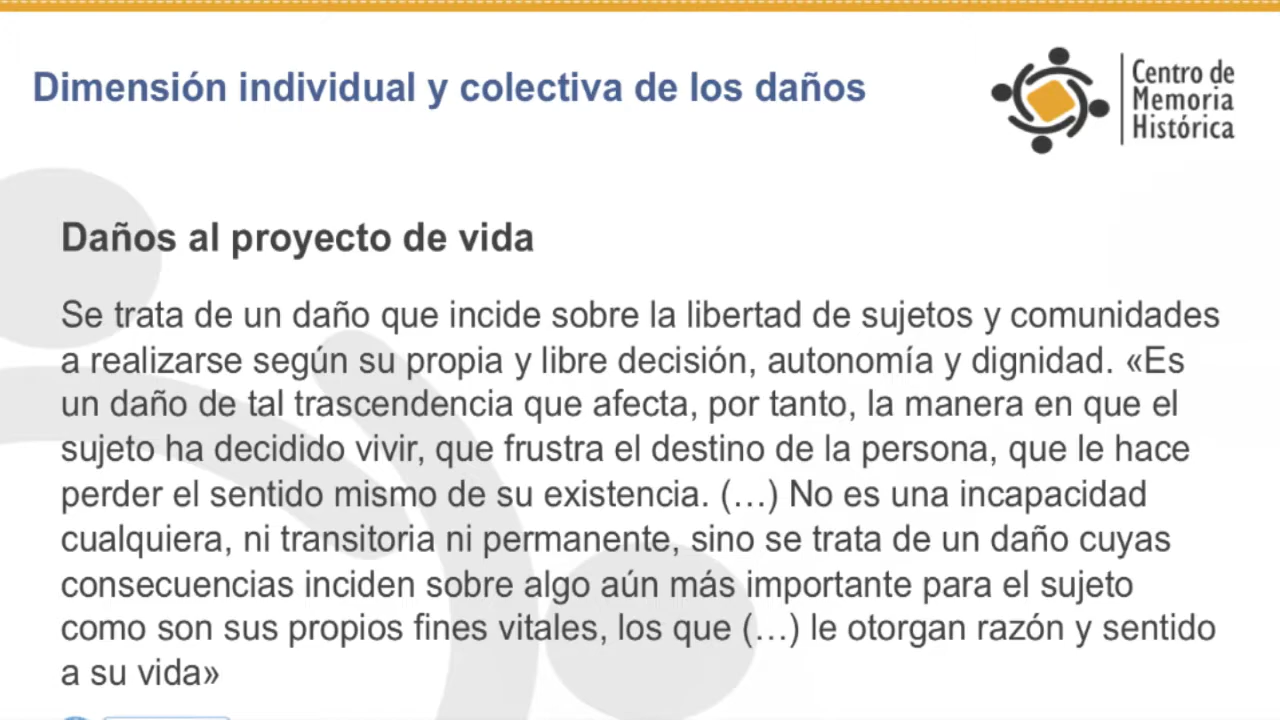 Dimensión individual y colectiva de los daños
Centro de
Memoria
Histórica
Daños al proyecto de vida
Se trata de un daño que incide sobre la libertad de sujetos y comunidades
a realizarse según su propia y libre decisión, autonomía y dignidad. «Es
un daño de tal trascendencia que afecta, por tanto, la manera en que el
sujeto ha decidido vivir, que frustra el destino de la persona, que le hace
perder el sentido mismo de su existencia. (…) No es una incapacidad
cualquiera, ni transitoria ni permanente, sino se trata de un daño cuyas
consecuencias inciden sobre algo aún más importante para el sujeto
como son sus propios fines vitales, los que (…) le otorgan razón y sentido
a su vida»